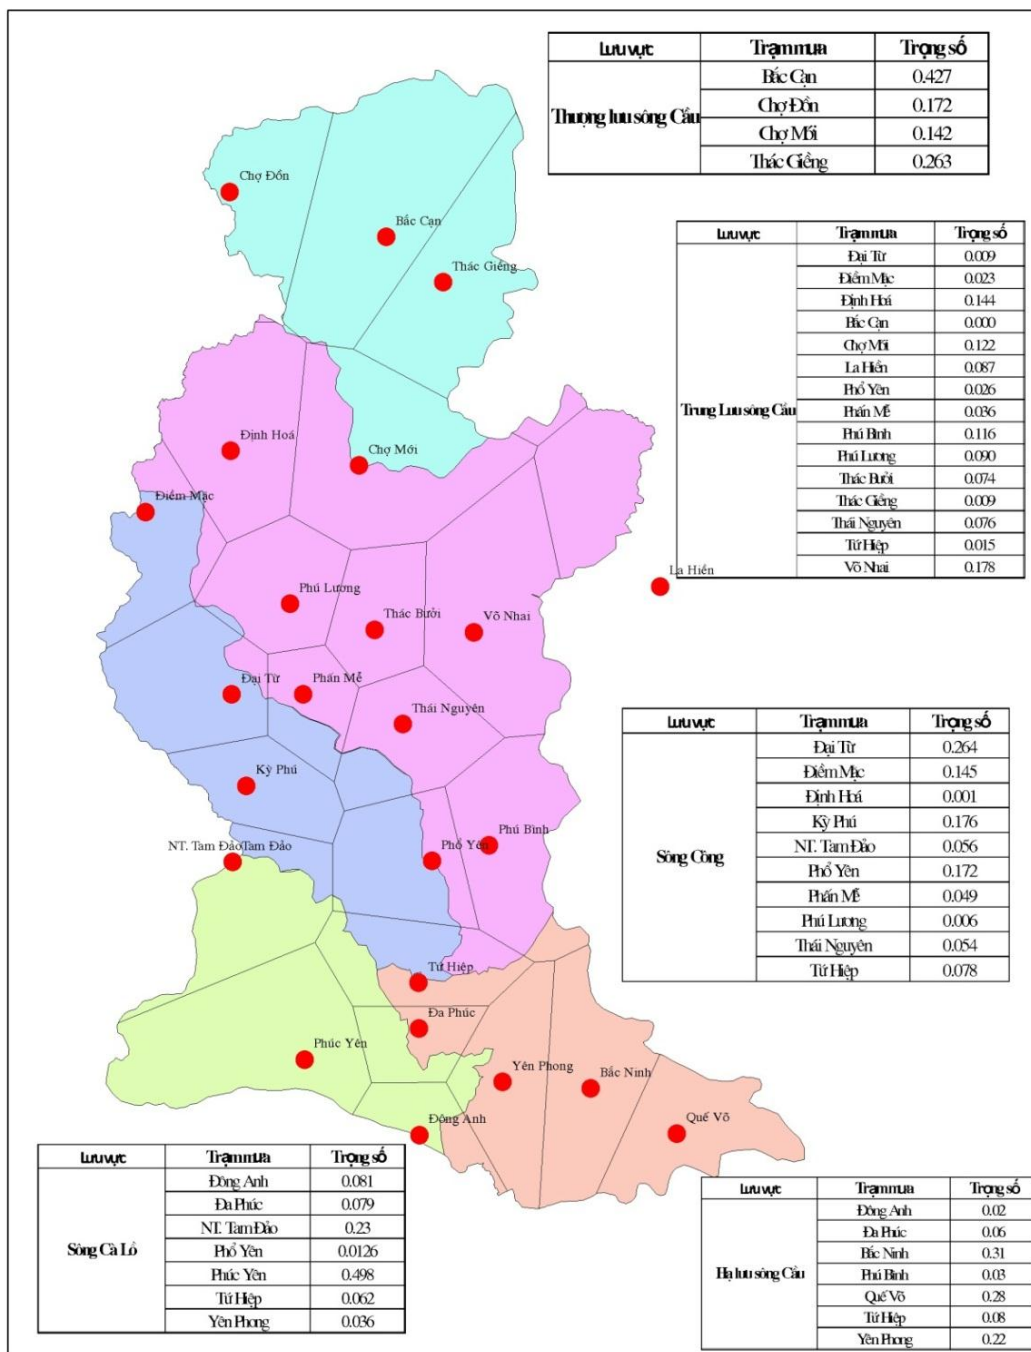 Lưu vực Trạm mưa Trọng số
Thượng lưu sông Cầu
Bắc Cạn 0.427
Chợ Đồn 0.172
Chợ Mới 0.142
Thác Giềng 0.263
Chợ Đồn
Bắc Cạn
Thác Giềng
Lưu vực Trạm mưa Trọng số
Trung Lưu sông Cầu
Đại Từ 0.009
Điềm Mặc 0.023
Định Hoá 0.144
Bắc Cạn 0.000
Chợ Mới 0.122
La Hiền 0.087
Phổ Yên 0.026
Phấn Mễ 0.036
Phú Bình 0.116
Phú Lương 0.090
Thác Bưởi 0.074
Thác Giềng 0.009
Thái Nguyên 0.076
Tứ Hiệp 0.015
Võ Nhai 0.178
Định Hoá
Chợ Mới
Điềm Mặc
La Hiền
Phú Lương
Thác Bưởi
Võ Nhai
Đại Từ
Phấn Mễ
Thái Nguyên
Kỳ Phú
Phú Bình
NT. Tam Đảo Tam Đảo
Phổ Yên
Lưu vực Trạm mưa Trọng số
Sông Công
Đại Từ 0.264
Điềm Mặc 0.145
Định Hoá 0.001
Kỳ Phú 0.176
NT. Tam Đảo 0.056
Phổ Yên 0.172
Phấn Mễ 0.049
Phú Lương 0.006
Thái Nguyên 0.054
Tứ Hiệp 0.078
Tứ Hiệp
Đa Phúc
Phúc Yên
Yên Phong
Bắc Ninh
Đông Anh
Quế Võ
Lưu vực Trạm mưa Trọng số
Sông Cà Lồ
Đông Anh 0.081
Đa Phúc 0.079
NT. Tam Đảo 0.23
Phổ Yên 0.0126
Phúc Yên 0.498
Tứ Hiệp 0.062
Yên Phong 0.036
Lưu vực Trạm mưa Trọng số
Hạ lưu sông Cầu
Đông Anh 0.02
Đa Phúc 0.06
Bắc Ninh 0.31
Phú Bình 0.03
Quế Võ 0.28
Tứ Hiệp 0.08
Yên Phong 0.22